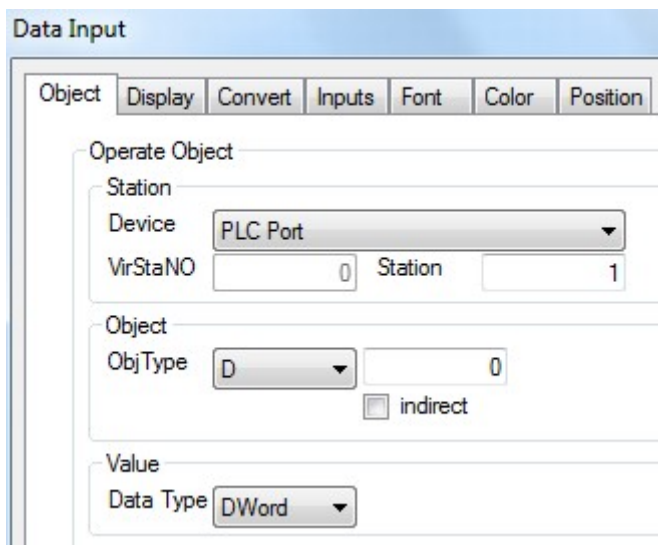 Data Input
Object Display Convert Inputs Font Color Position
Operate Object
Station
Device PLC Port
VirStaNO 0 Station 1
Object
ObjType D 0
indirect
Value
Data Type DWord